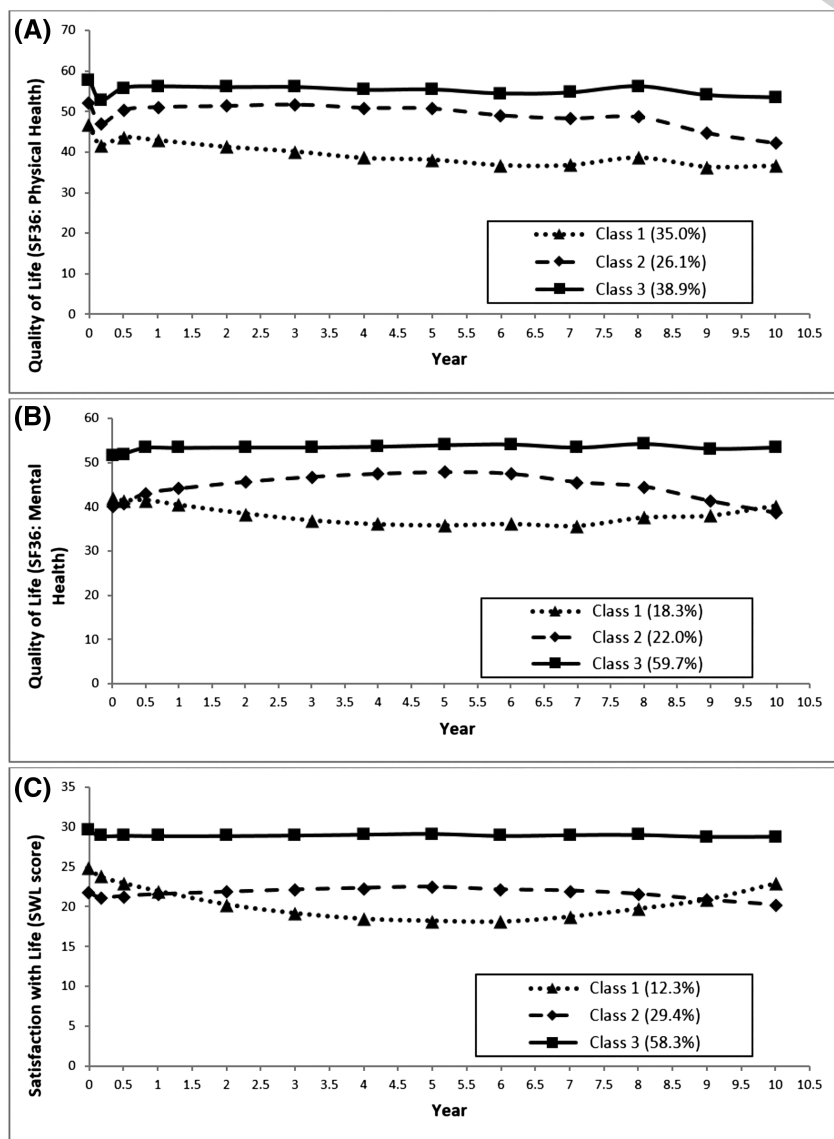 (A)
Quality of Life (SF36: Physical Health)
70
60
50
40
30
20
10
0
0 0.5 1 1.5 2 2.5 3 3.5 4 4.5 5 5.5 6 6.5 7 7.5 8 8.5 9 9.5 10 10.5
Year
Class 1 (35.0%)
Class 2 (26.1%)
Class 3 (38.9%)
(B)
Quality of Life (SF36: Mental
Health)
60
50
40
30
20
10
0
0 0.5 1 1.5 2 2.5 3 3.5 4 4.5 5 5.5 6 6.5 7 7.5 8 8.5 9 9.5 10 10.5
Year
Class 1 (18.3%)
Class 2 (22.0%)
Class 3 (59.7%)
(C)
Satisfaction with Life (SWL score)
35
30
25
20
15
10
5
0
0 0.5 1 1.5 2 2.5 3 3.5 4 4.5 5 5.5 6 6.5 7 7.5 8 8.5 9 9.5 10 10.5
Year
Class 1 (12.3%)
Class 2 (29.4%)
Class 3 (58.3%)